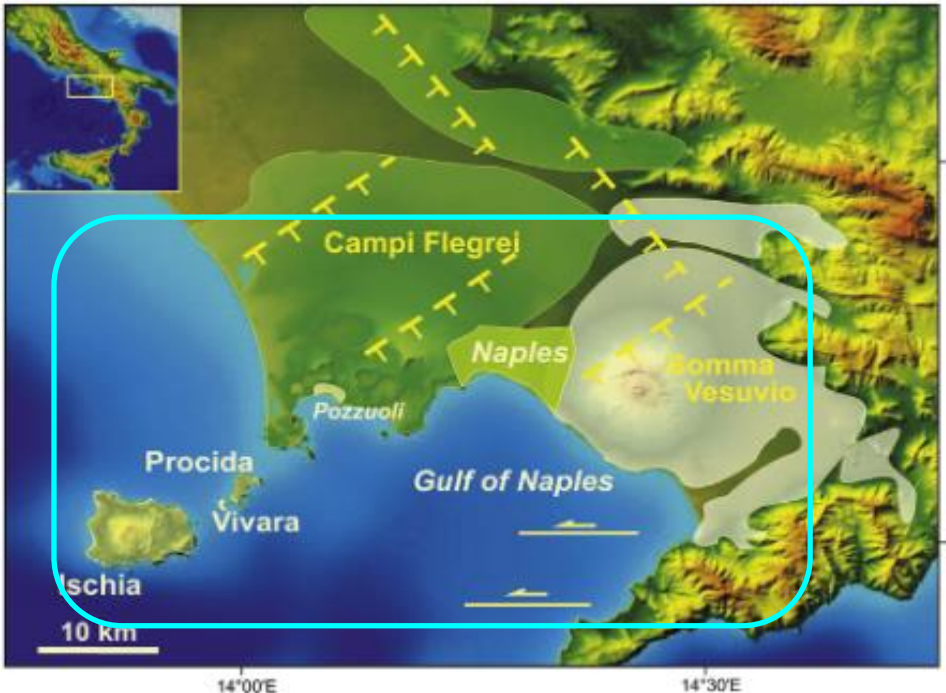 Campi Flegrei
Naples
Somma
Vesuvio
Pozzuoli
Procida
Gulf of Naples
Vivara
Ischia
10 km
14°00'E
14°30'E